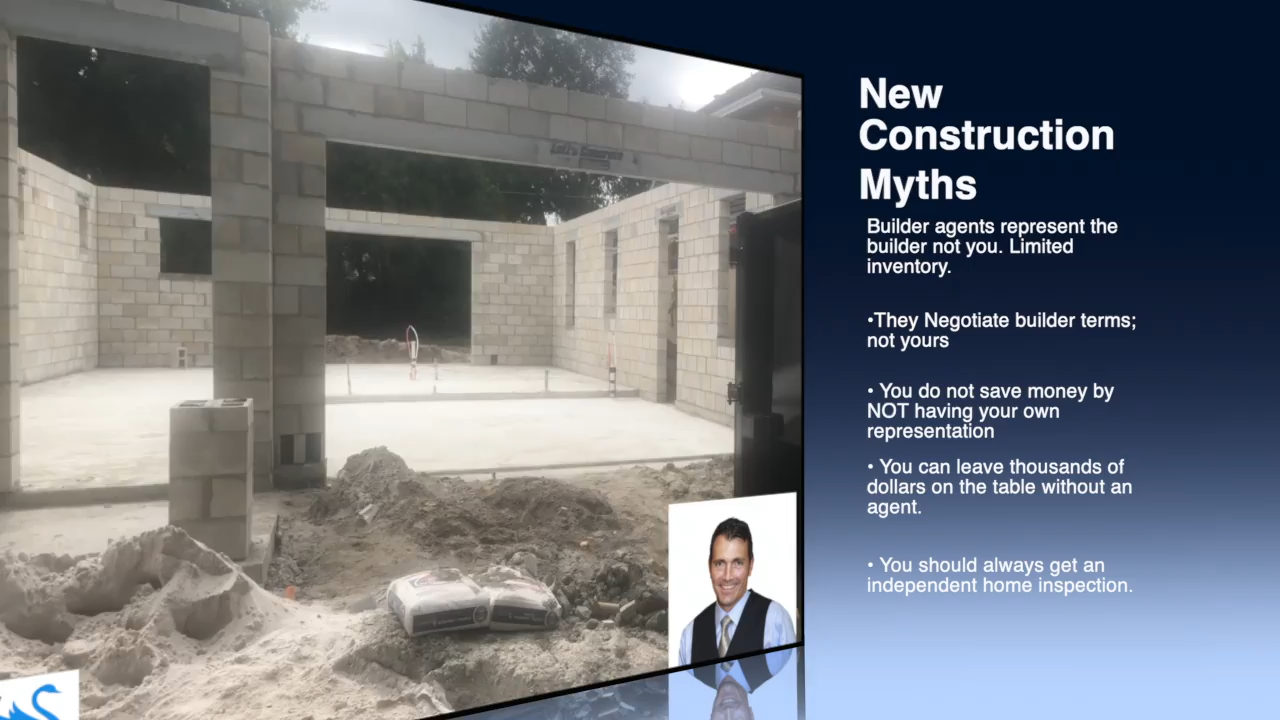 New
Construction
Myths
Builder agents represent the
builder not you. Limited
inventory.
•They Negotiate builder terms;
not yours
• You do not save money by
NOT having your own
representation
• You can leave thousands of
dollars on the table without an
agent.
• You should always get an
independent home inspection.